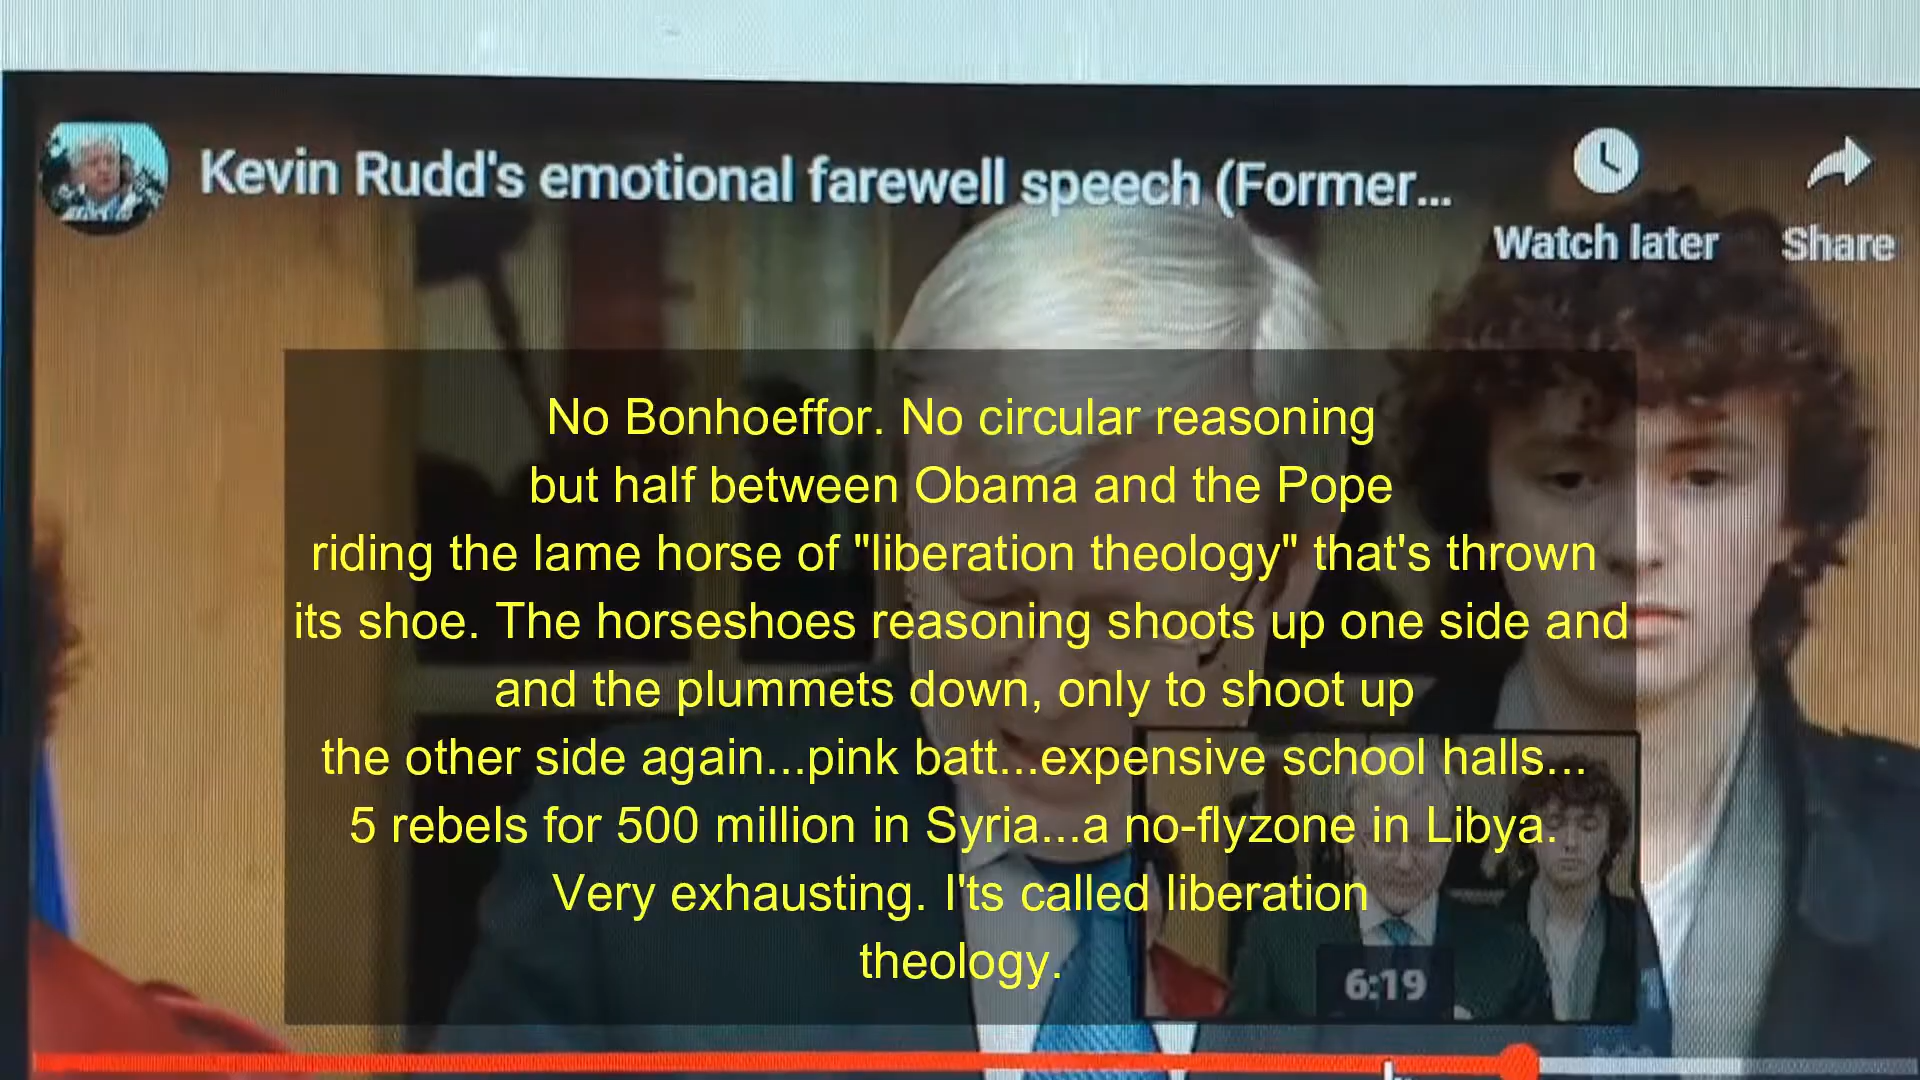 Kevin Rudd's emotional farewell speech (Former...
Watch later
Share
No Bonhoeffor. No circular reasoning
but half between Obama and the Pope
riding the lame horse of "liberation theology" that's thrown
its shoe. The horseshoes reasoning shoots up one side and
and the plummets down, only to shoot up
the other side again...pink batt...expensive school halls...
5 rebels for 500 million in Syria...a no-flyzone in Libya.
Very exhausting. I'ts called liberation
theology.
6:19